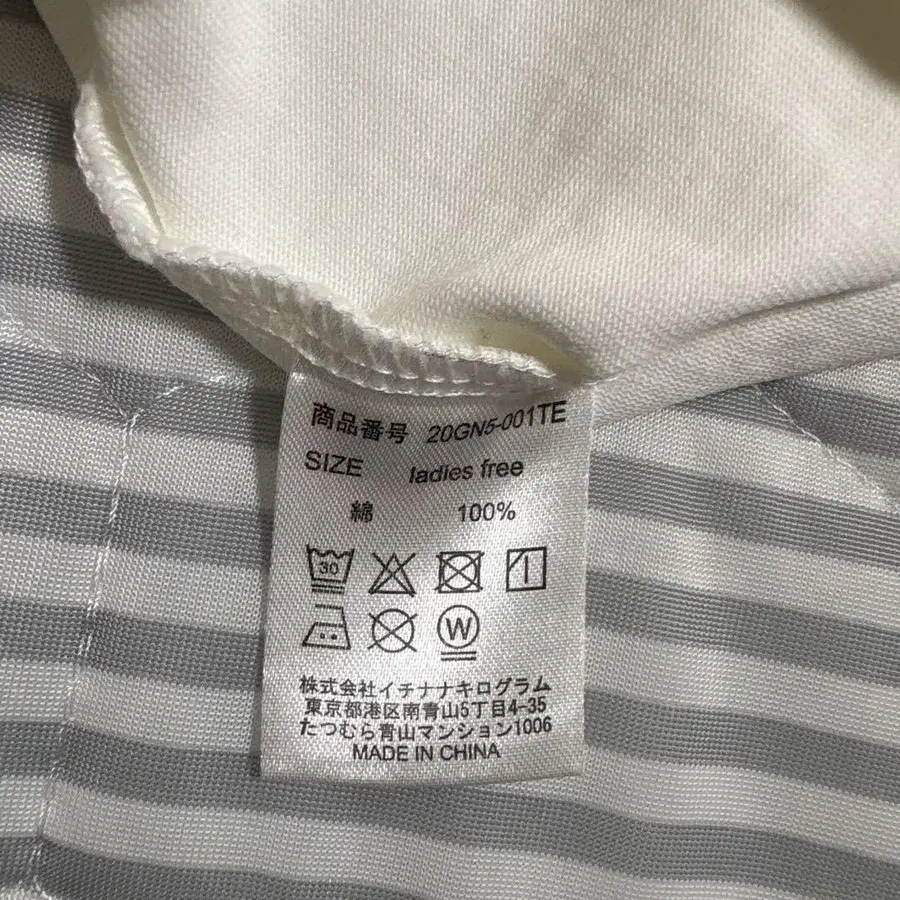 商品番号 20GN5-001TE
SIZE ladies free
綿 100%
30
W
株式会社イチナナキログラム
東京都港区南青山5丁目4-35
たつむら青山マンション1006
MADE IN CHINA